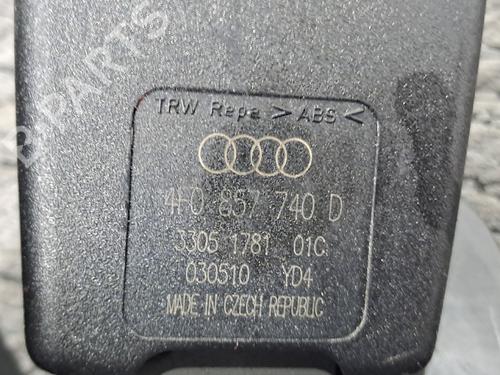 B PARTS
TRW Repa > ABS <
4F0 857 740 D
3305 1781 01C
030510 YD4
MADE IN CZECH REPUBLIC